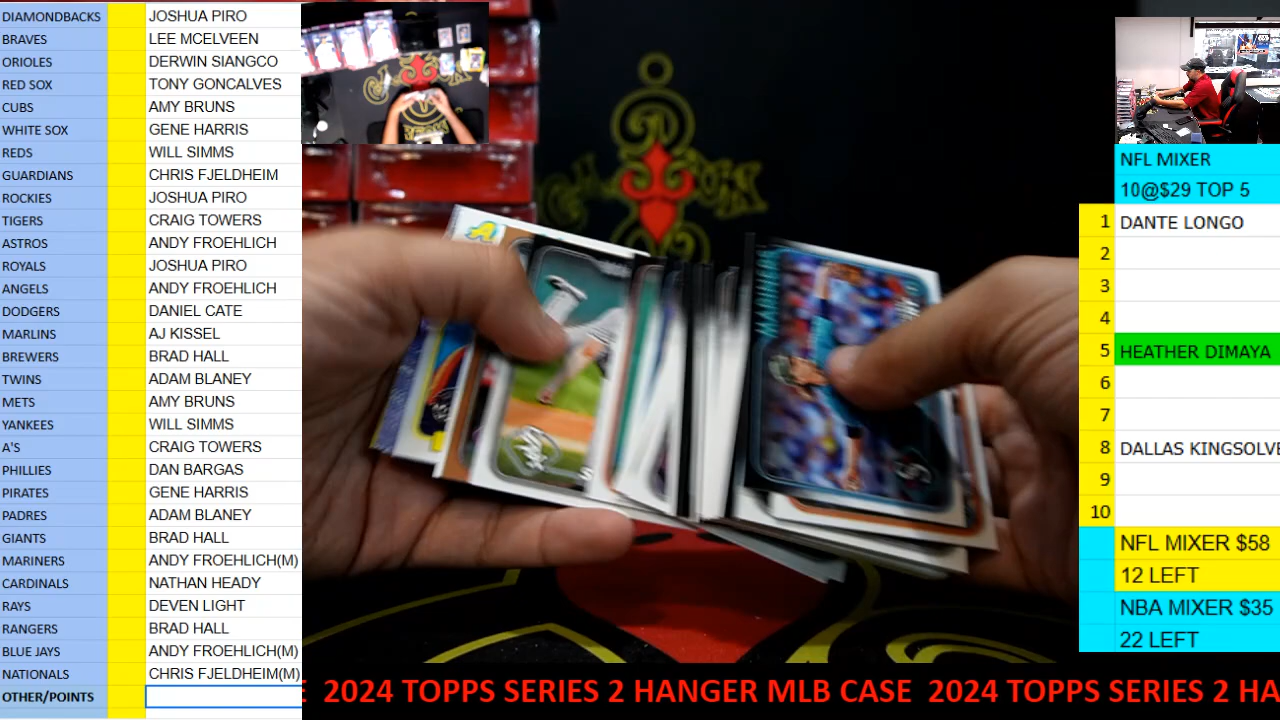 DIAMONDBACKS JOSHUA PIRO
BRAVES LEE MCELVEEN
ORIOLES DERWIN SIANGCO
RED SOX TONY GONCALVES
CUBS AMY BRUNS
WHITE SOX GENE HARRIS
REDS WILL SIMMS
GUARDIANS CHRIS FJELDHEIM
ROCKIES JOSHUA PIRO
TIGERS CRAIG TOWERS
ASTROS ANDY FROEHLICH
ROYALS JOSHUA PIRO
ANGELS ANDY FROEHLICH
DODGERS DANIEL CATE
MARLINS AJ KISSEL
BREWERS BRAD HALL
TWINS ADAM BLANEY
METS AMY BRUNS
YANKEES WILL SIMMS
A'S CRAIG TOWERS
PHILLIES DAN BARGAS
PIRATES GENE HARRIS
PADRES ADAM BLANEY
GIANTS BRAD HALL
MARINERS ANDY FROEHLICH(M)
CARDINALS NATHAN HEADY
RAYS DEVEN LIGHT
RANGERS BRAD HALL
BLUE JAYS ANDY FROEHLICH(M)
NATIONALS CHRIS FJELDHEIM(M)
OTHER/POINTS
NFL MIXER
10@$29 TOP 5
1 DANTE LONGO
2
3
4
5 HEATHER DIMAYA
6
7
8 DALLAS KINGSOLVE
9
10
NFL MIXER $58
12 LEFT
NBA MIXER $35
22 LEFT
E 2024 TOPPS SERIES 2 HANGER MLB CASE 2024 TOPPS SERIES 2 HA